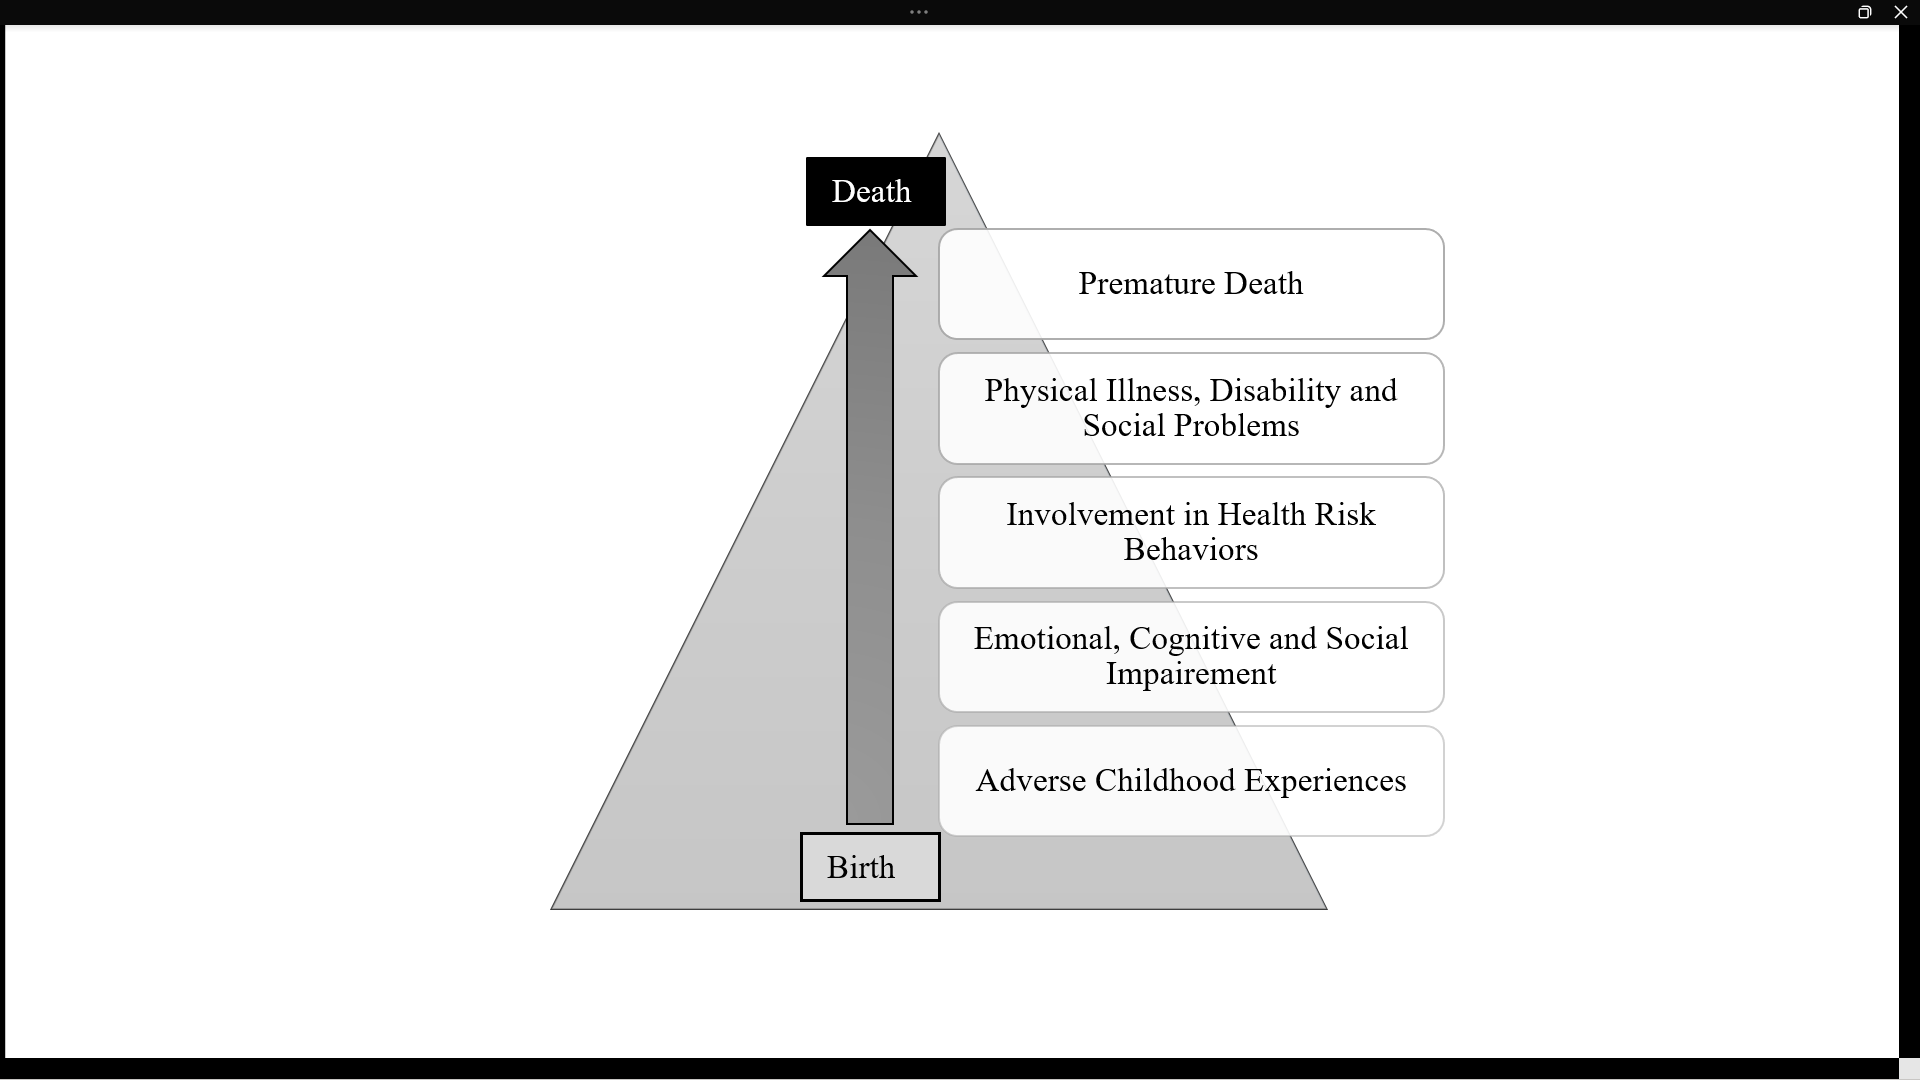 Death
Premature Death
Physical Illness, Disability and
Social Problems
Involvement in Health Risk
Behaviors
Emotional, Cognitive and Social
Impairement
Adverse Childhood Experiences
Birth